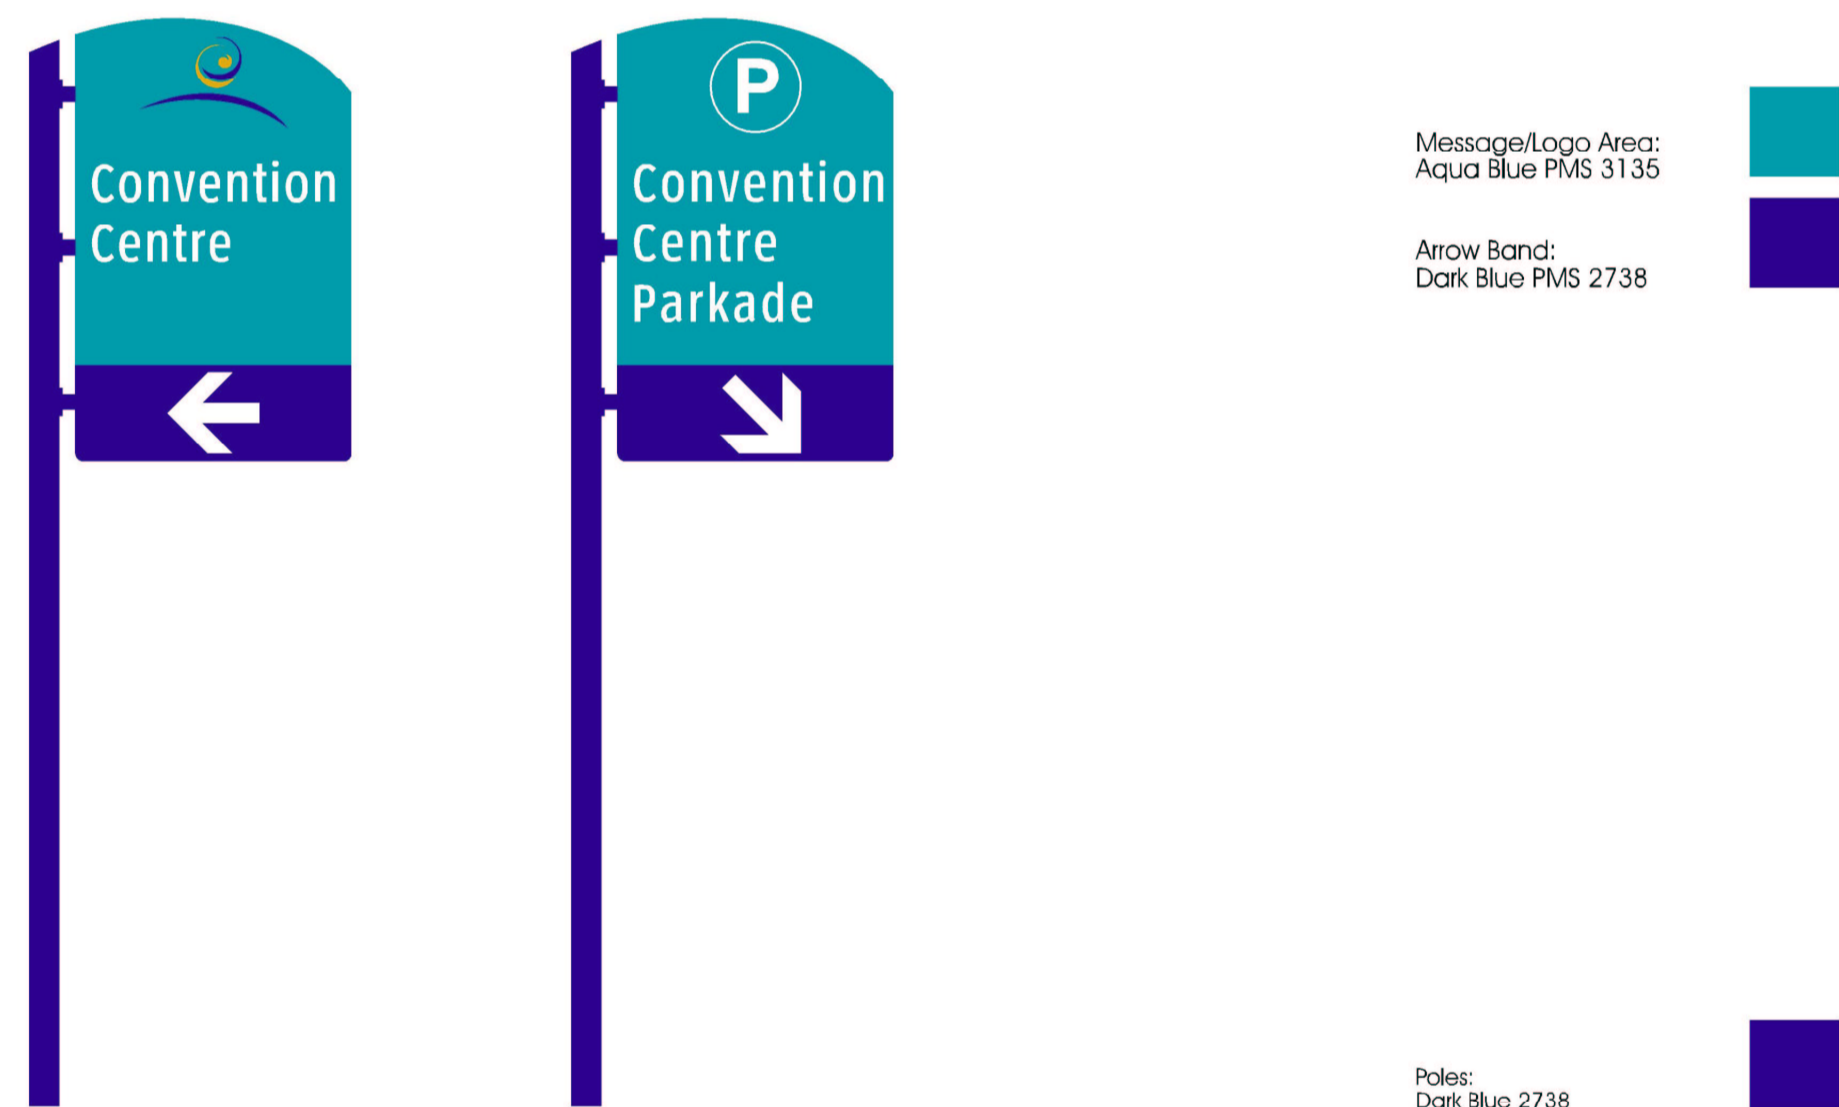 Convention
Centre
P
Convention
Centre
Parkade
Message/Logo Area:
Aqua Blue PMS 3135
Arrow Band:
Dark Blue PMS 2738
Poles:
Dark Blue 2738